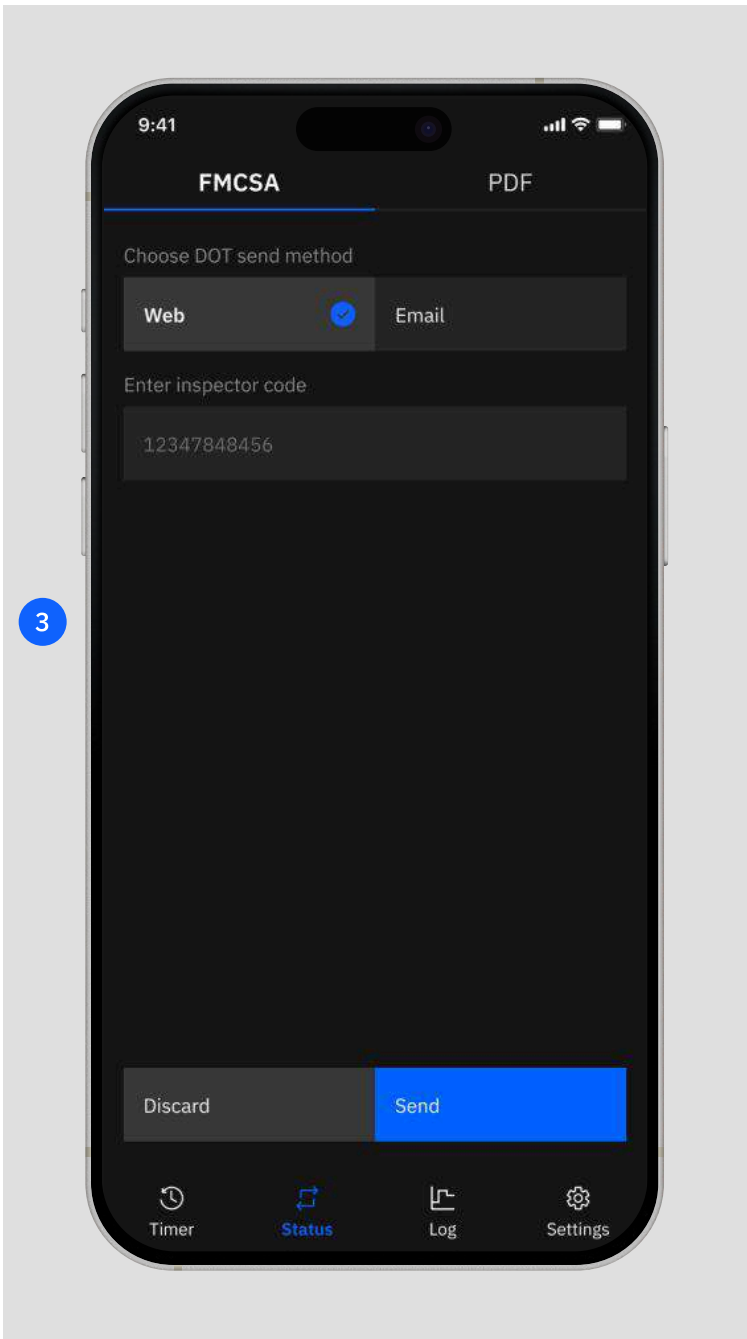 9:41
FMCSA PDF
Choose DOT send method
Web Email
Enter inspector code
12347848456
3
Discard Send
Timer Status Log Settings